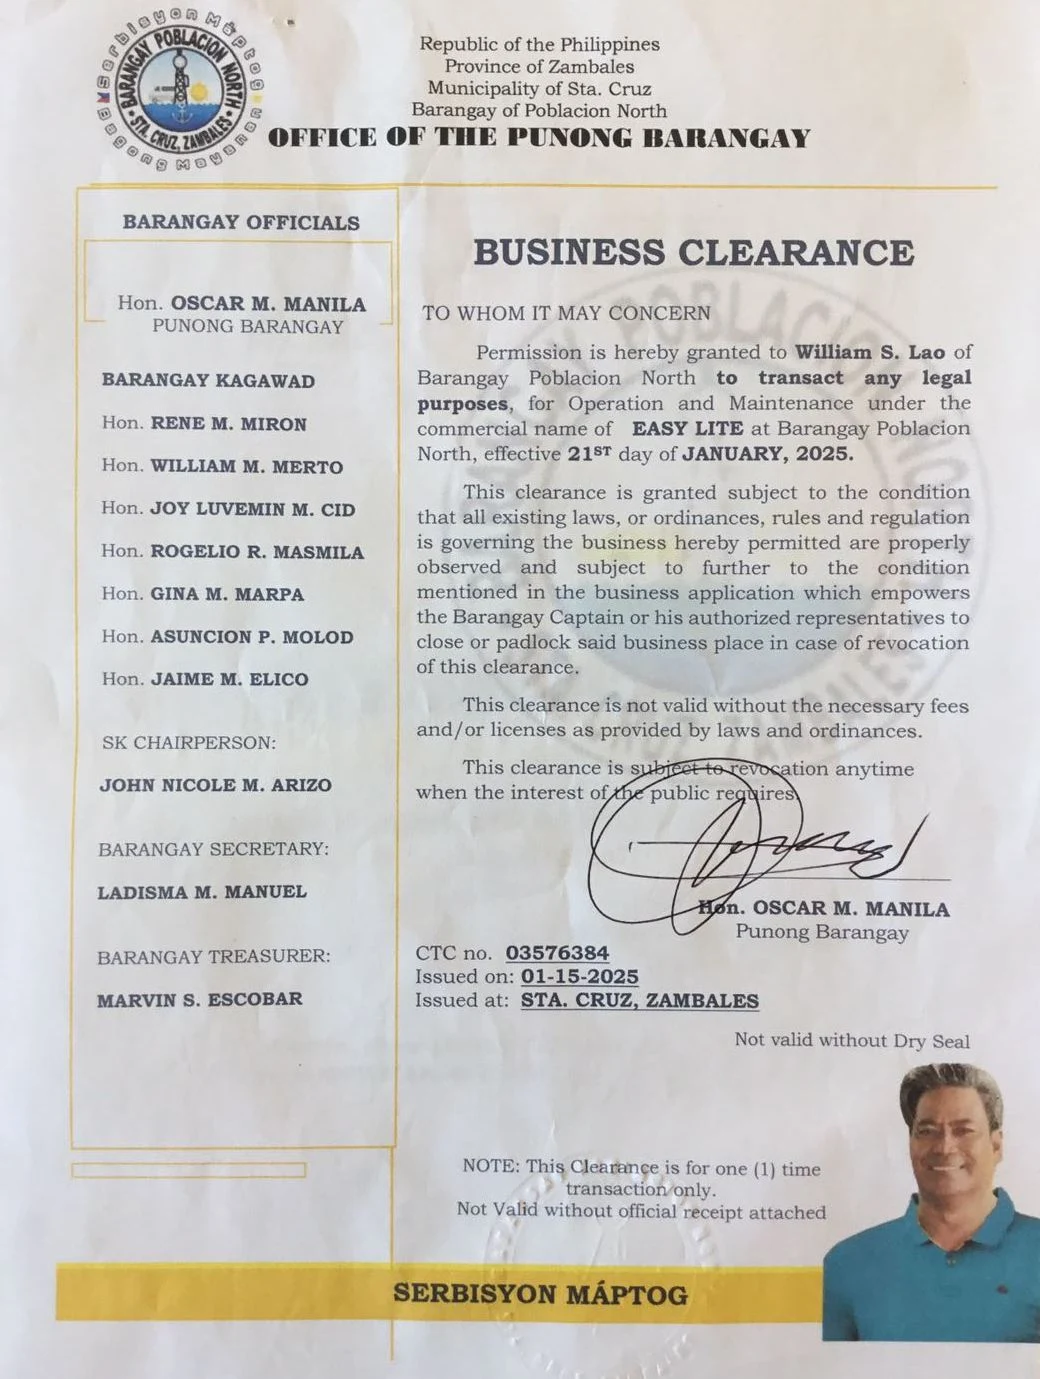 Serbisyon Máptog
Bagong Mayaman
BARANGAY POBLACION NORTH
STA. CRUZ, ZAMBALES
Republic of the Philippines
Province of Zambales
Municipality of Sta. Cruz
Barangay of Poblacion North
OFFICE OF THE PUNONG BARANGAY
BARANGAY OFFICIALS
Hon. OSCAR M. MANILA
PUNONG BARANGAY
BARANGAY KAGAWAD
Hon. RENE M. MIRON
Hon. WILLIAM M. MERTO
Hon. JOY LUVEMIN M. CID
Hon. ROGELIO R. MASMILA
Hon. GINA M. MARPA
Hon. ASUNCION P. MOLOD
Hon. JAIME M. ELICO
SK CHAIRPERSON:
JOHN NICOLE M. ARIZO
BARANGAY SECRETARY:
LADISMA M. MANUEL
BARANGAY TREASURER:
MARVIN S. ESCOBAR
BUSINESS CLEARANCE
TO WHOM IT MAY CONCERN
Permission is hereby granted to William S. Lao of
Barangay Poblacion North to transact any legal
purposes, for Operation and Maintenance under the
commercial name of EASY LITE at Barangay Poblacion
North, effective 21ST day of JANUARY, 2025.
This clearance is granted subject to the condition
that all existing laws, or ordinances, rules and regulation
is governing the business hereby permitted are properly
observed and subject to further to the condition
mentioned in the business application which empowers
the Barangay Captain or his authorized representatives to
close or padlock said business place in case of revocation
of this clearance.
This clearance is not valid without the necessary fees
and/or licenses as provided by laws and ordinances.
This clearance is subject to revocation anytime
when the interest of the public requires.
Hon. OSCAR M. MANILA
Punong Barangay
CTC no. 03576384
Issued on: 01-15-2025
Issued at: STA. CRUZ, ZAMBALES
Not valid without Dry Seal
NOTE: This Clearance is for one (1) time
transaction only.
Not Valid without official receipt attached
SERBISYON MÁPTOG